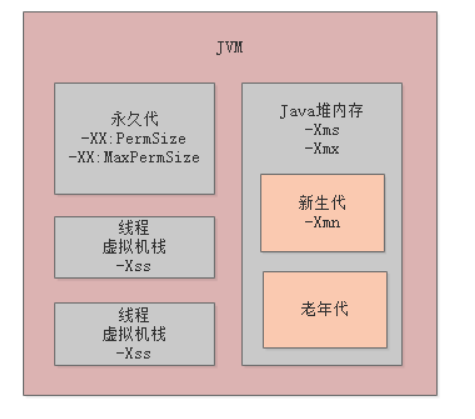 JVM
永久代
-XX:PermSize
-XX:MaxPermSize
线程
虚拟机栈
-Xss
线程
虚拟机栈
-Xss
Java堆内存
-Xms
-Xmx
新生代
-Xmn
老年代